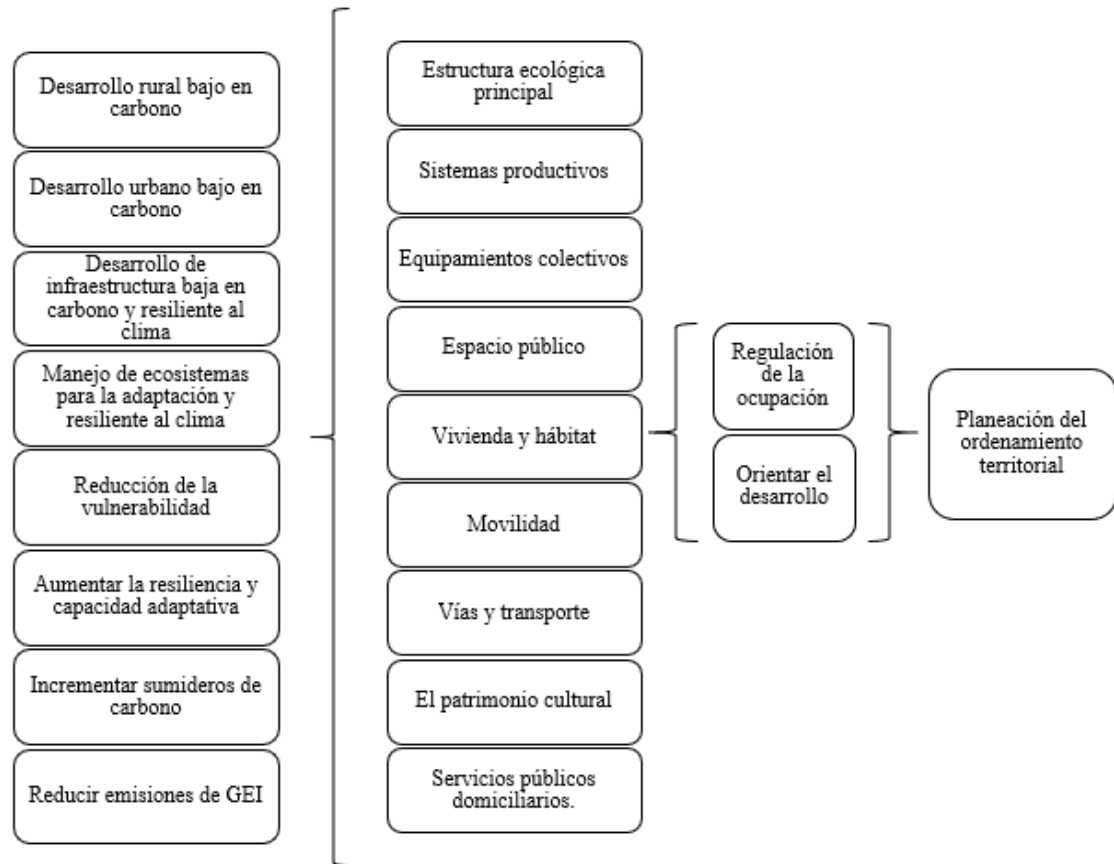 Desarrollo rural bajo en
carbono
Desarrollo urbano bajo en
carbono
Desarrollo de
infraestructura baja en
carbono y resiliente al
clima
Manejo de ecosistemas
para la adaptación y
resiliente al clima
Reducción de la
vulnerabilidad
Aumentar la resiliencia y
capacidad adaptativa
Incrementar sumideros de
carbono
Reducir emisiones de GEI
Estructura ecológica
principal
Sistemas productivos
Equipamientos colectivos
Espacio público
Vivienda y hábitat
Movilidad
Vías y transporte
El patrimonio cultural
Servicios públicos
domiciliarios.
Regulación
de la
ocupación
Orientar el
desarrollo
Planeación del
ordenamiento
territorial